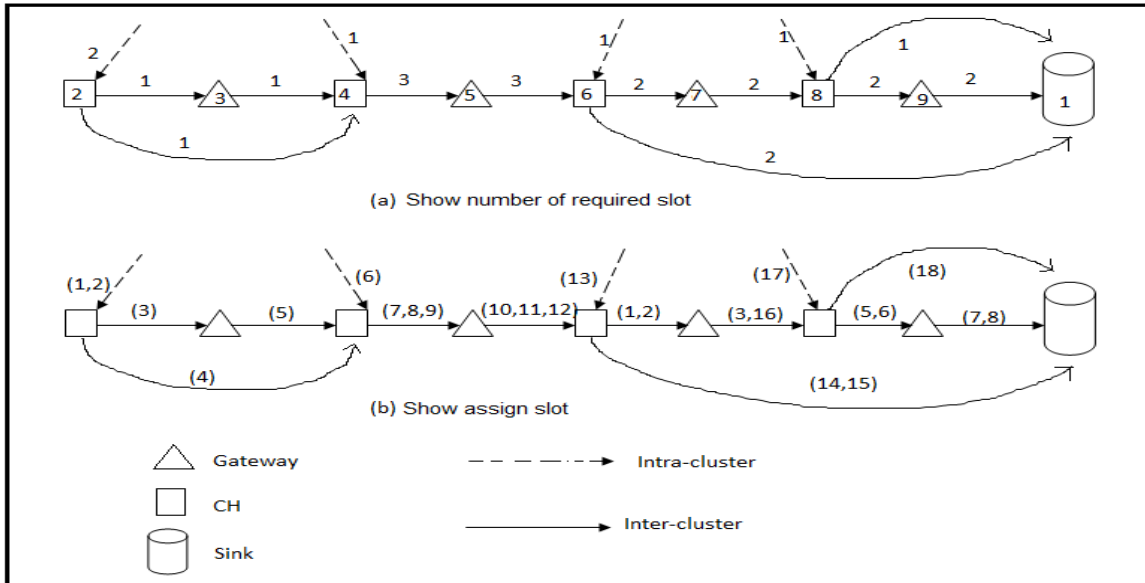 2 1 1 1
1 1 3 3 2 2 2 2
2 3 4 5 6 7 8 9 1
1 2
(a) Show number of required slot
(1,2) (6) (13) (17) (18)
(3) (5) (7,8,9) (10,11,12) (1,2) (3,16) (5,6) (7,8)
(4) (14,15)
(b) Show assign slot
Gateway Intra-cluster
CH
Inter-cluster
Sink